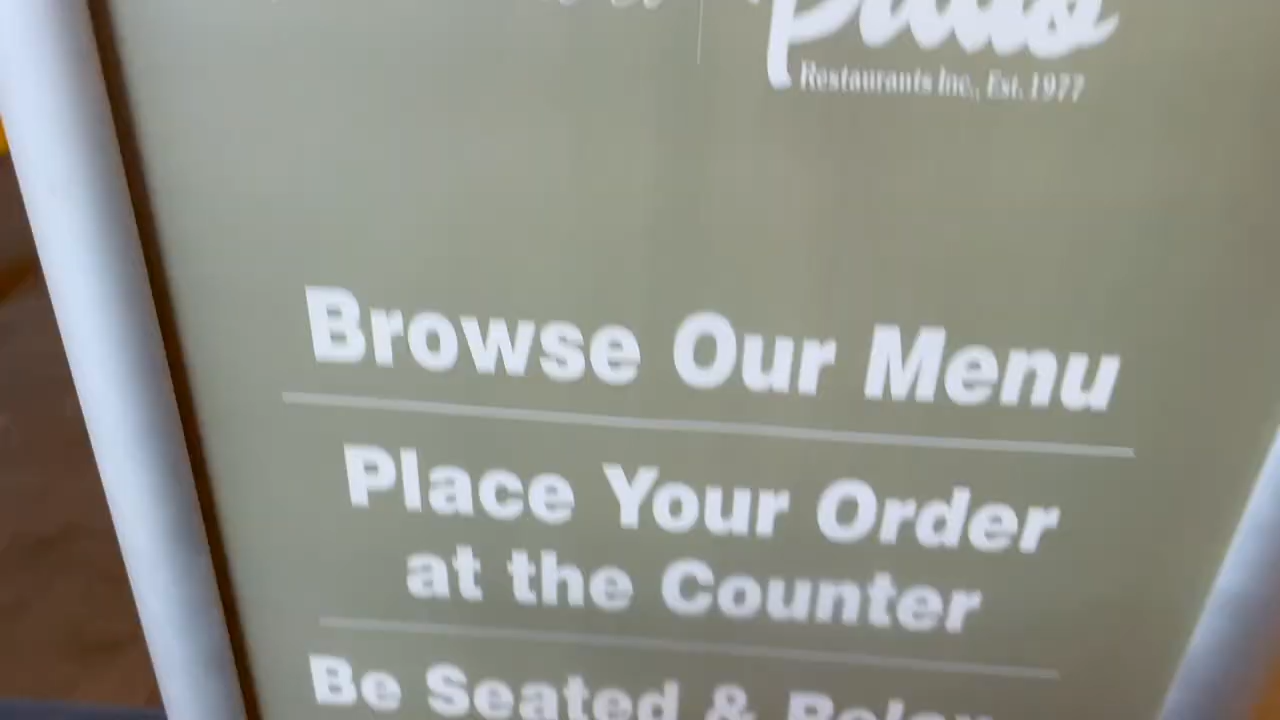 Restaurants Inc., Est. 1977
Browse Our Menu
Place Your Order
at the Counter
Be Seated &